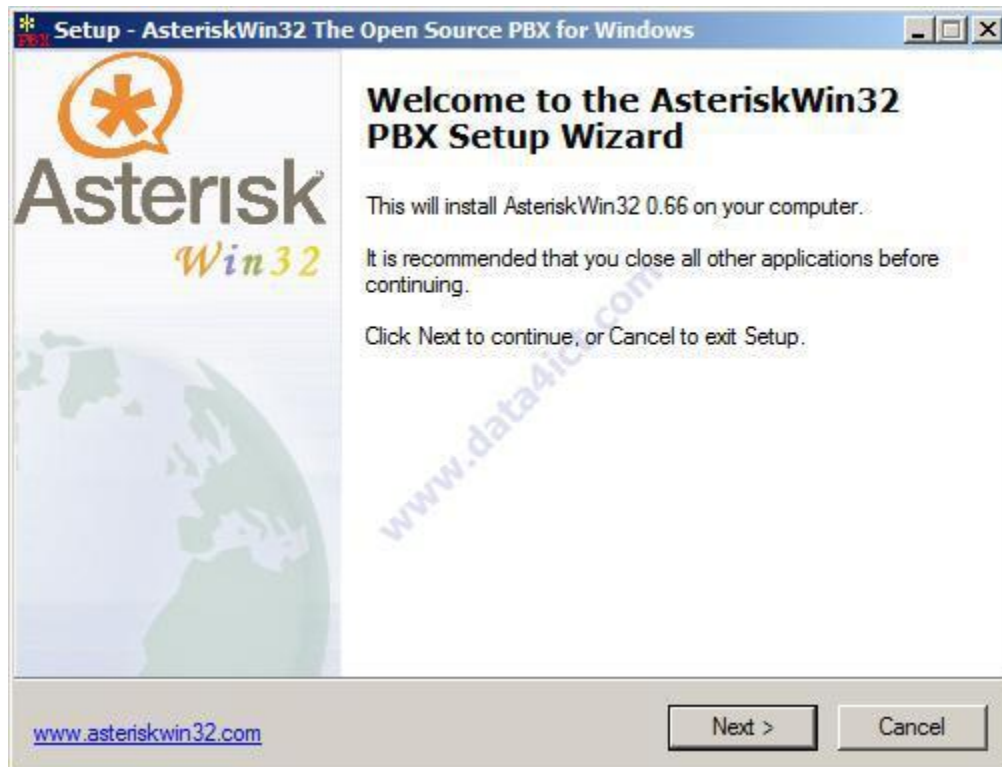 PBX
Setup - AsteriskWin32 The Open Source PBX for Windows
Asterisk
Win32
Welcome to the AsteriskWin32
PBX Setup Wizard
This will install AsteriskWin32 0.66 on your computer.
It is recommended that you close all other applications before
continuing.
Click Next to continue, or Cancel to exit Setup.
www.data4ict.com
www.asteriskwin32.com
Next >
Cancel